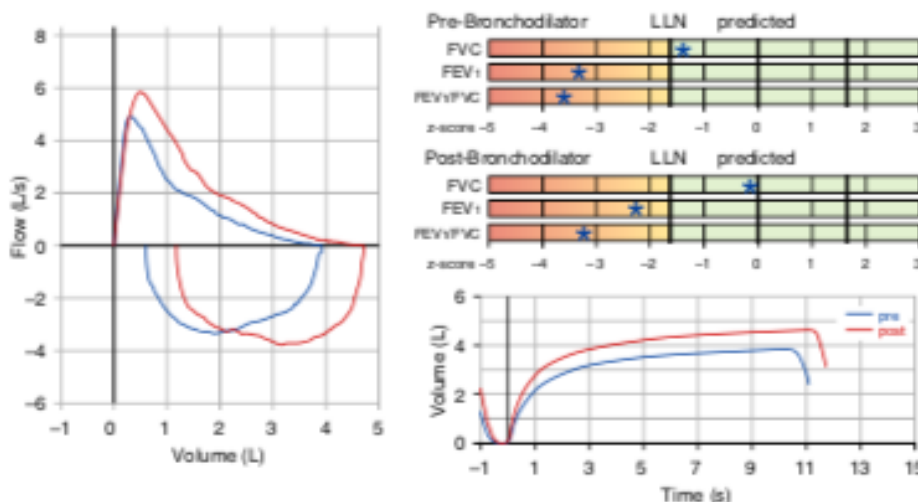 8
6
4
2
0
−2
−4
−6
−1 0 1 2 3 4 5
Flow (L/s)
Volume (L)
Pre-Bronchodilator LLN predicted
FVC
FEV1
FEV1/FVC
z-score −5 −4 −3 −2 −1 0 1 2 3
Post-Bronchodilator LLN predicted
FVC
FEV1
FEV1/FVC
z-score −5 −4 −3 −2 −1 0 1 2 3
6
4
2
0
−1 1 3 5 7 9 11 13 15
Volume (L)
Time (s)
pre
post